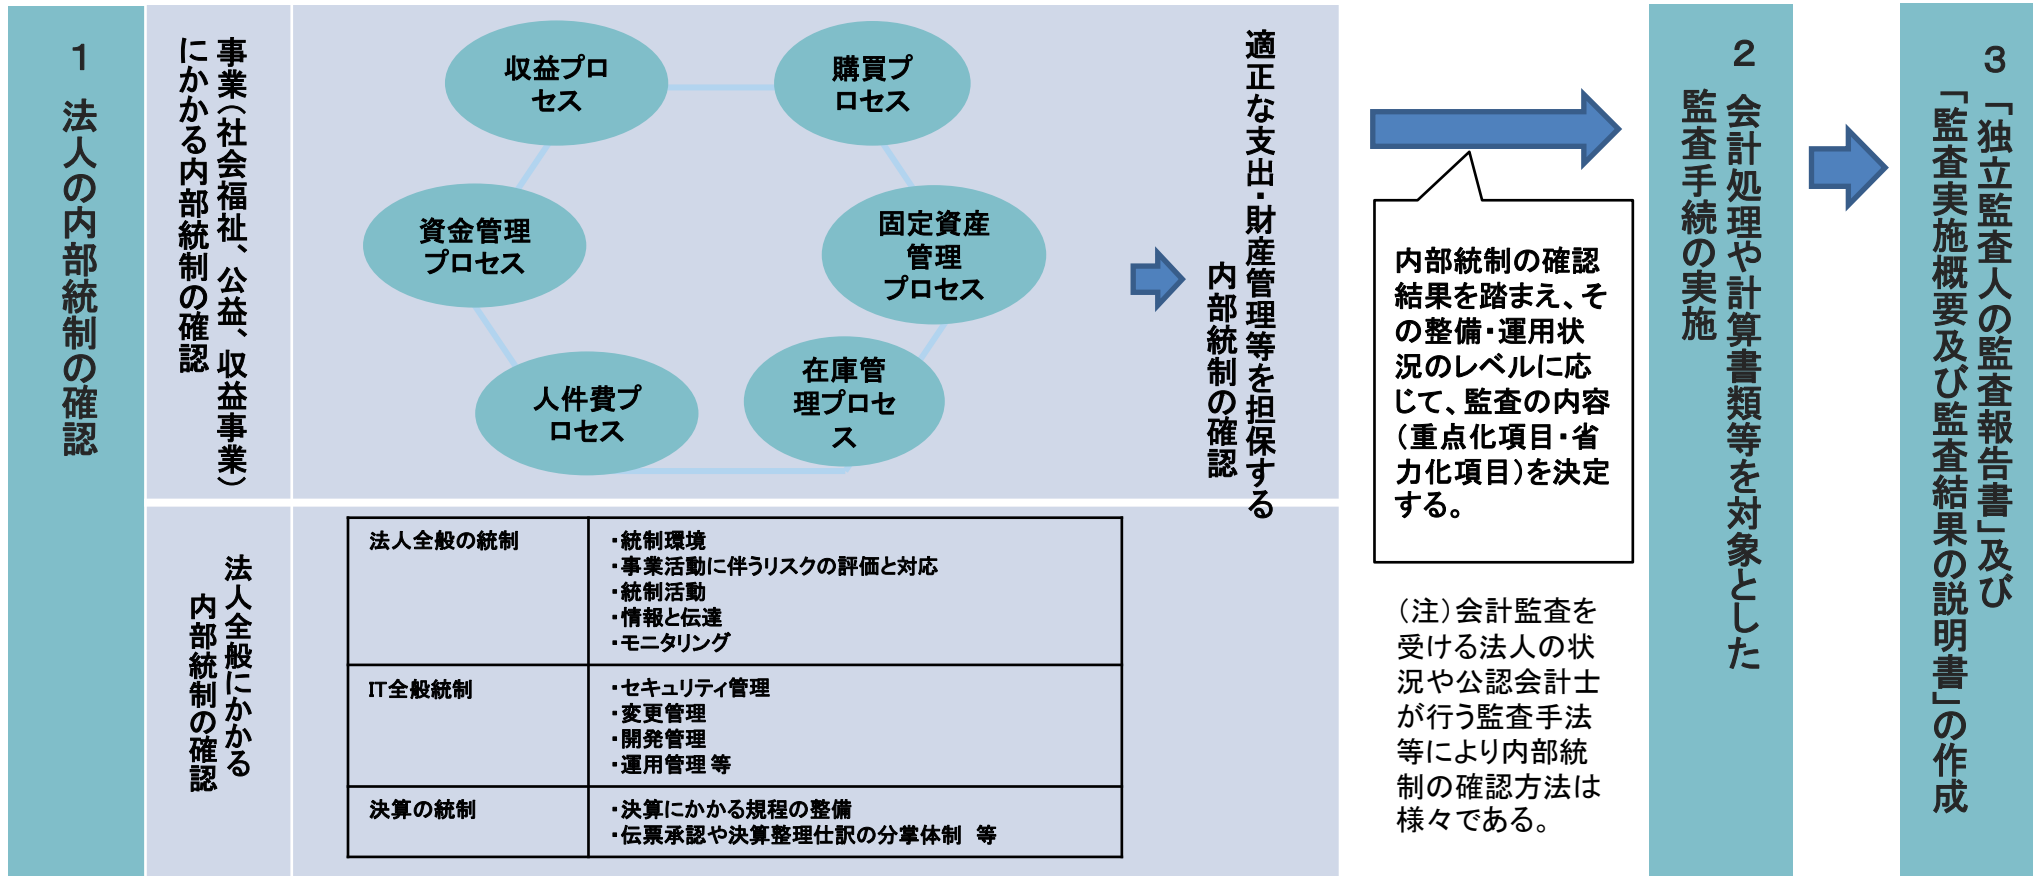 １　法人の内部統制の確認
事業（社会福祉、公益、収益事業）
にかかる内部統制の確認
収益プロ
セス
購買プ
ロセス
資金管理
プロセス
固定資産
管理
プロセス
人件費プ
ロセス
在庫管
理プロセ
ス
適正な支出・財産管理等を担保する
内部統制の確認
法人全般にかかる
内部統制の確認
法人全般の統制
・統制環境
・事業活動に伴うリスクの評価と対応
・統制活動
・情報と伝達
・モニタリング
IT全般統制
・セキュリティ管理
・変更管理
・開発管理
・運用管理 等
決算の統制
・決算にかかる規程の整備
・伝票承認や決算整理仕訳の分掌体制　等
内部統制の確認
結果を踏まえ、そ
の整備・運用状
況のレベルに応
じて、監査の内容
（重点化項目・省
力化項目）を決定
する。
（注）会計監査を
受ける法人の状
況や公認会計士
が行う監査手法
等により内部統
制の確認方法は
様々である。
２　会計処理や計算書類等を対象とした
監査手続の実施
３　「独立監査人の監査報告書」及び
「監査実施概要及び監査結果の説明書」の作成